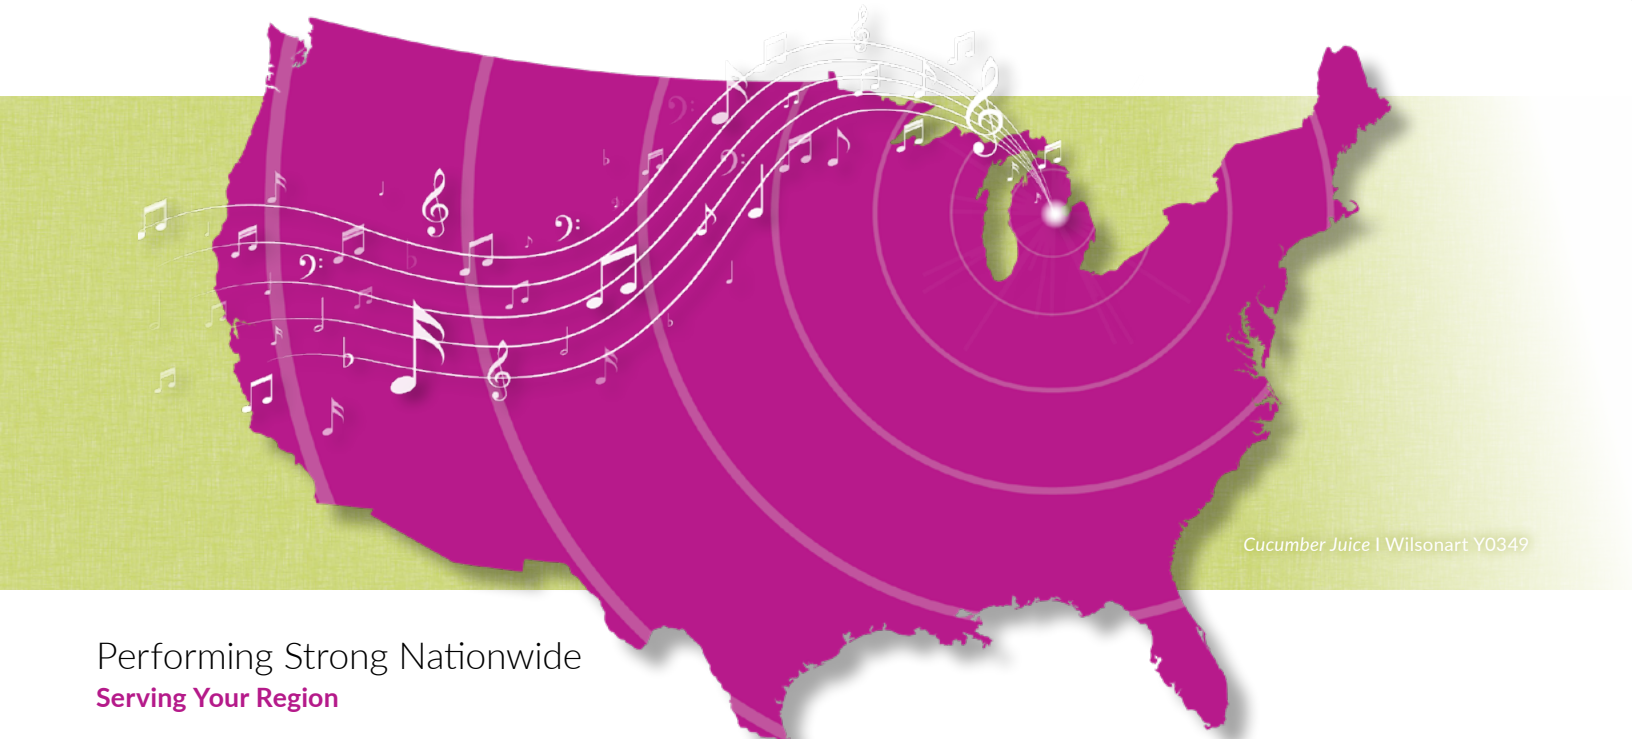 Cucumber Juice | Wilsonart Y0349
Performing Strong Nationwide
Serving Your Region